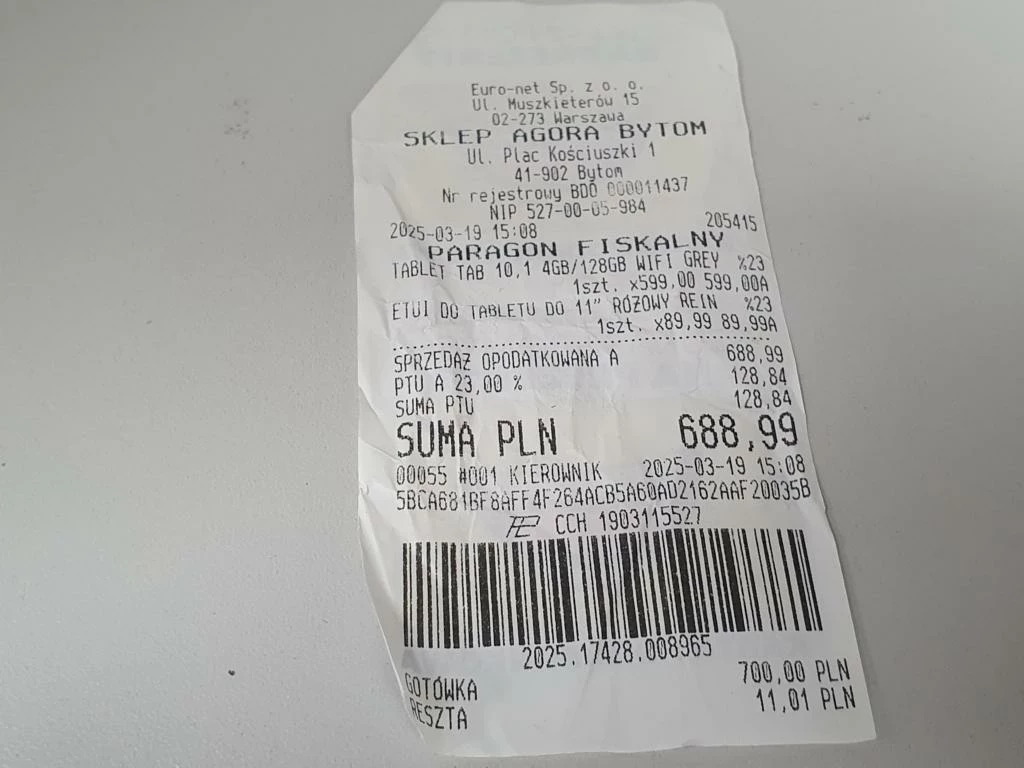 Euro-net Sp. z o. o.
Ul. Muszkieterów 15
02-273 Warszawa
SKLEP AGORA BYTOM
Ul. Plac Kościuszki 1
41-902 Bytom
Nr rejestrowy BDO 000011437
NIP 527-00-05-984
2025-03-19 15:08 205415
PARAGON FISKALNY
TABLET TAB 10,1 4GB/128GB WIFI GREY %23
1szt. x599,00 599,00A
ETUI DO TABLETU DO 11" RÓŻOWY REIN %23
1szt. x89,99 89,99A
SPRZEDAŻ OPODATKOWANA A 688,99
PTU A 23,00 % 128,84
SUMA PTU 128,84
SUMA PLN 688,99
00055 #001 KIEROWNIK 2025-03-19 15:08
5BCA681BF8AFF4F264ACB5A60AD2162AAF20035B
CCH 1903115527
2025.17428.008965
GOTÓWKA 700,00 PLN
RESZTA 11,01 PLN